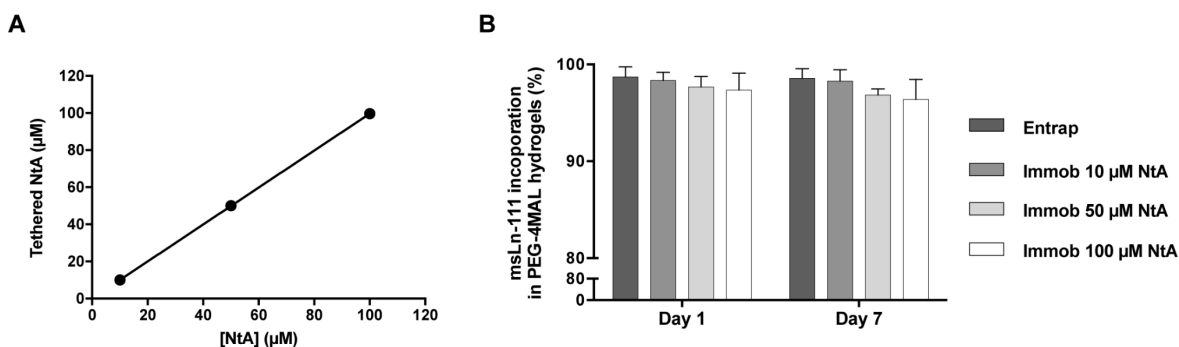 A
120
100
80
60
40
20
0
0 20 40 60 80 100 120
Tethered NtA (µM)
[NtA] (µM)
B
100
90
80
80
0
msLn-111 incoporation
in PEG-4MAL hydrogels (%)
Day 1 Day 7
Entrap
Immob 10 µM NtA
Immob 50 µM NtA
Immob 100 µM NtA